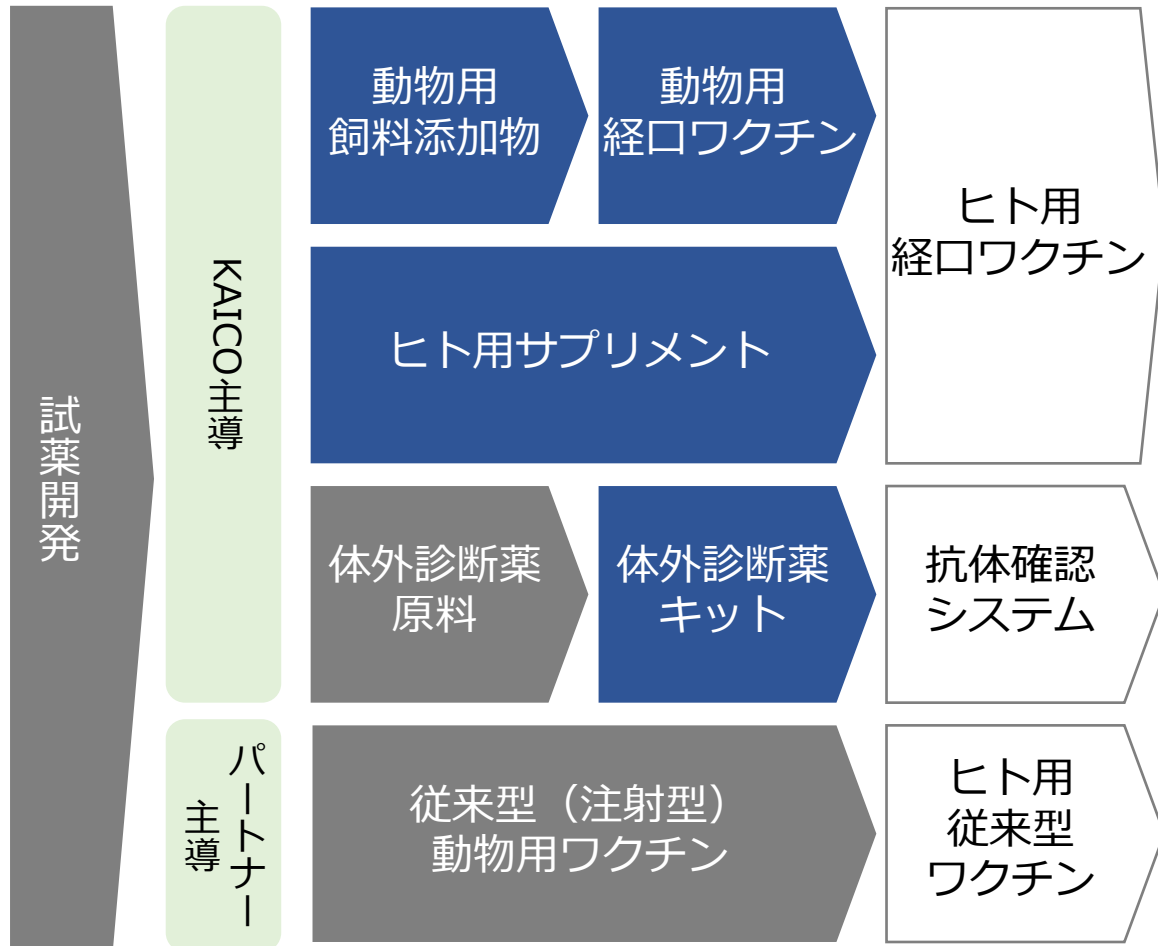 試薬開発
KAICO主導
動物用
飼料添加物
動物用
経口ワクチン
ヒト用
経口ワクチン
ヒト用サプリメント
体外診断薬
原料
体外診断薬
キット
抗体確認
システム
パートナー
主導
従来型（注射型）
動物用ワクチン
ヒト用
従来型
ワクチン